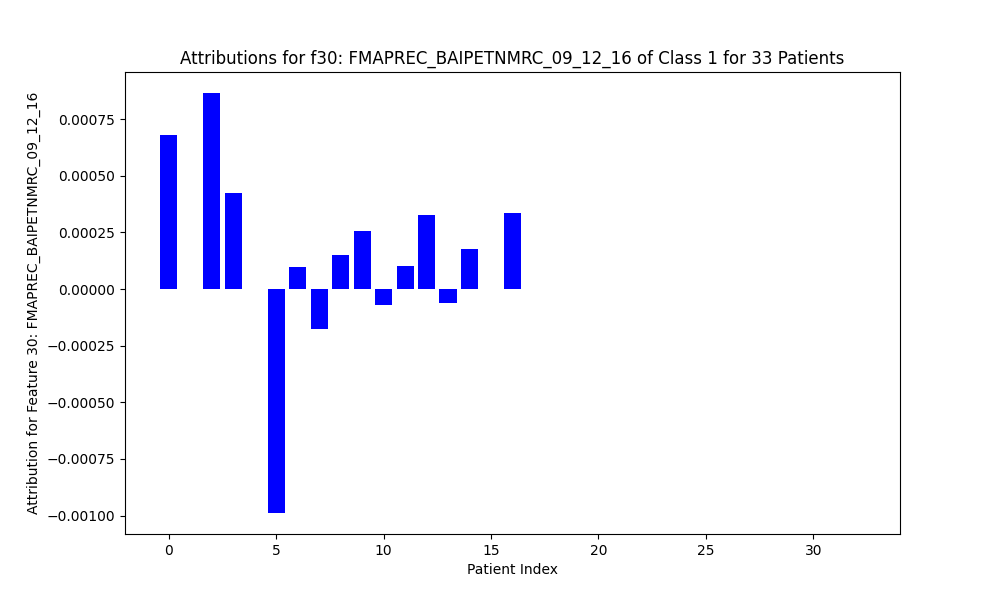 Attributions for f30: FMAPREC_BAIPETNMRC_09_12_16 of Class 1 for 33 Patients
Attribution for Feature 30: FMAPREC_BAIPETNMRC_09_12_16
0.00075
0.00050
0.00025
0.00000
−0.00025
−0.00050
−0.00075
−0.00100
0 5 10 15 20 25 30
Patient Index